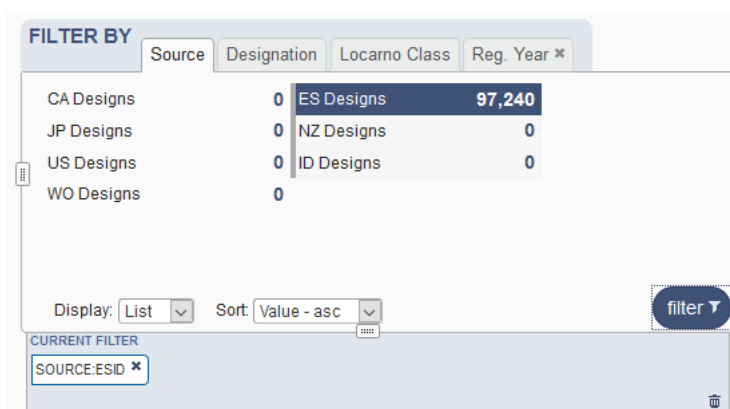 FILTER BY
Source Designation Locarno Class Reg. Year ✖
CA Designs 0 ES Designs 97,240
JP Designs 0 NZ Designs 0
US Designs 0 ID Designs 0
WO Designs 0
Display: List Sort: Value - asc
filter
CURRENT FILTER
SOURCE:ESID ✖